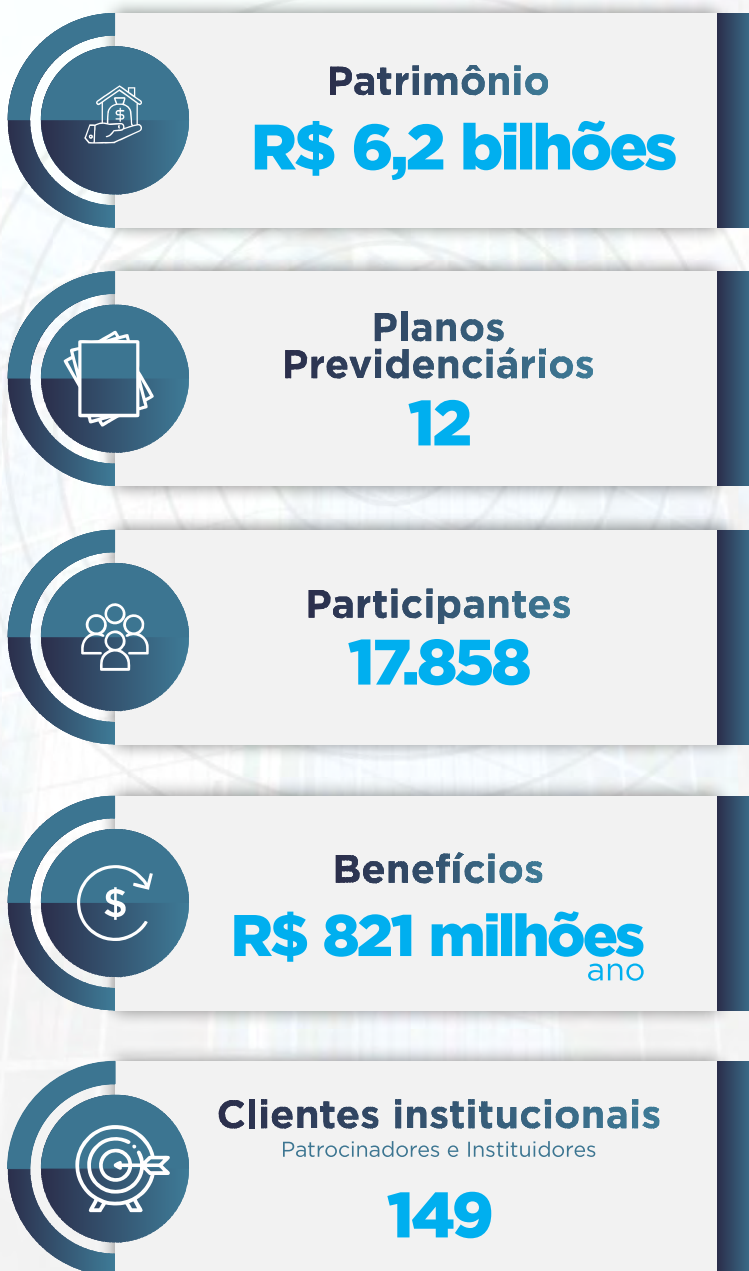 Patrimônio
R$ 6,2 bilhões
Planos
Previdenciários
12
Participantes
17.858
Benefícios
R$ 821 milhões
ano
Clientes institucionais
Patrocinadores e Instituidores
149